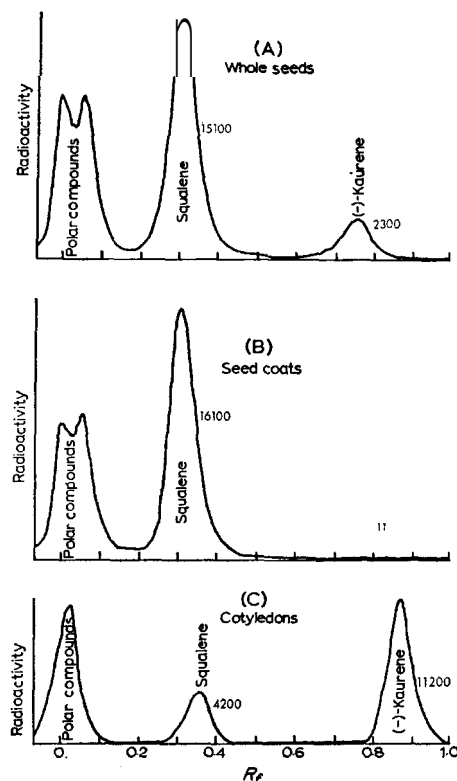 (A)
Whole seeds
Radioactivity
Polar compounds
Squalene
15100
(-)-Kaurene
2300
(B)
Seed coats
Radioactivity
Polar compounds
Squalene
16100
11
(C)
Cotyledons
Radioactivity
Polar compounds
Squalene
4200
(-)-Kaurene
11200
0. 0.2 0.4 0.6 0.8 1.0
Rf